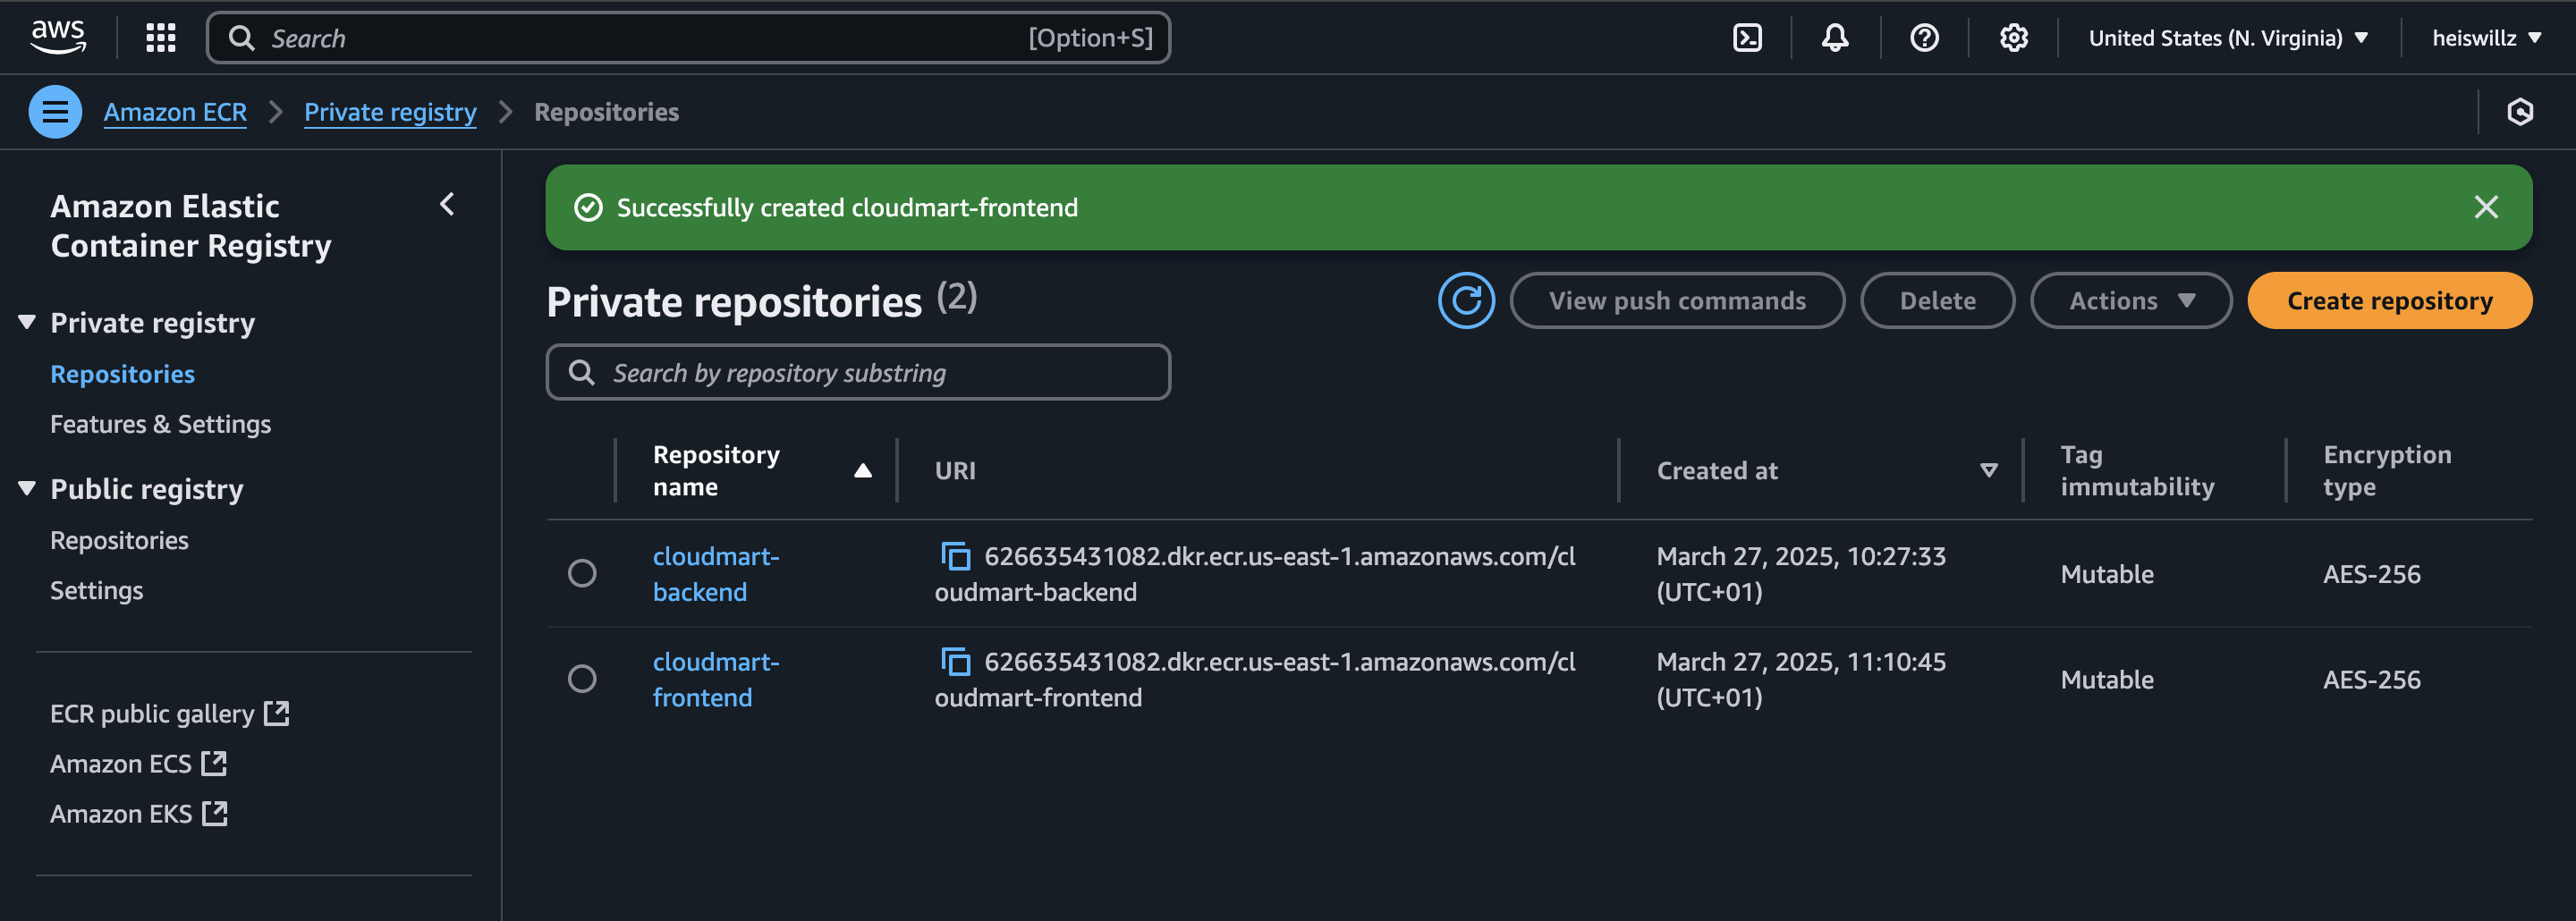 aws
Search
[Option+S]
United States (N. Virginia)
heiswillz
Amazon ECR
Private registry
Repositories
Amazon Elastic
Container Registry
Private registry
Repositories
Features & Settings
Public registry
Repositories
Settings
ECR public gallery
Amazon ECS
Amazon EKS
Successfully created cloudmart-frontend
Private repositories (2)
View push commands
Delete
Actions
Create repository
Search by repository substring
Repository
name
URI
Created at
Tag
immutability
Encryption
type
cloudmart-
backend
626635431082.dkr.ecr.us-east-1.amazonaws.com/cl
oudmart-backend
March 27, 2025, 10:27:33
(UTC+01)
Mutable
AES-256
cloudmart-
frontend
626635431082.dkr.ecr.us-east-1.amazonaws.com/cl
oudmart-frontend
March 27, 2025, 11:10:45
(UTC+01)
Mutable
AES-256